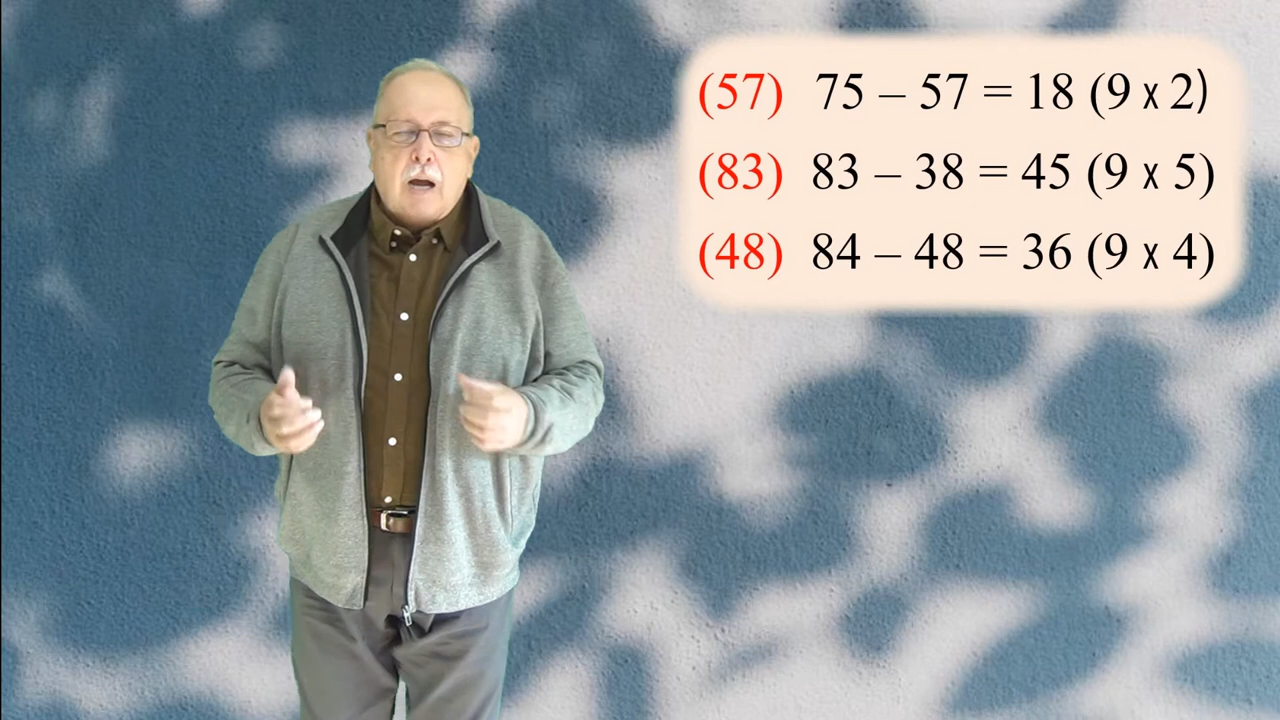 (57) 75 – 57 = 18 (9 x 2)
(83) 83 – 38 = 45 (9 x 5)
(48) 84 – 48 = 36 (9 x 4)